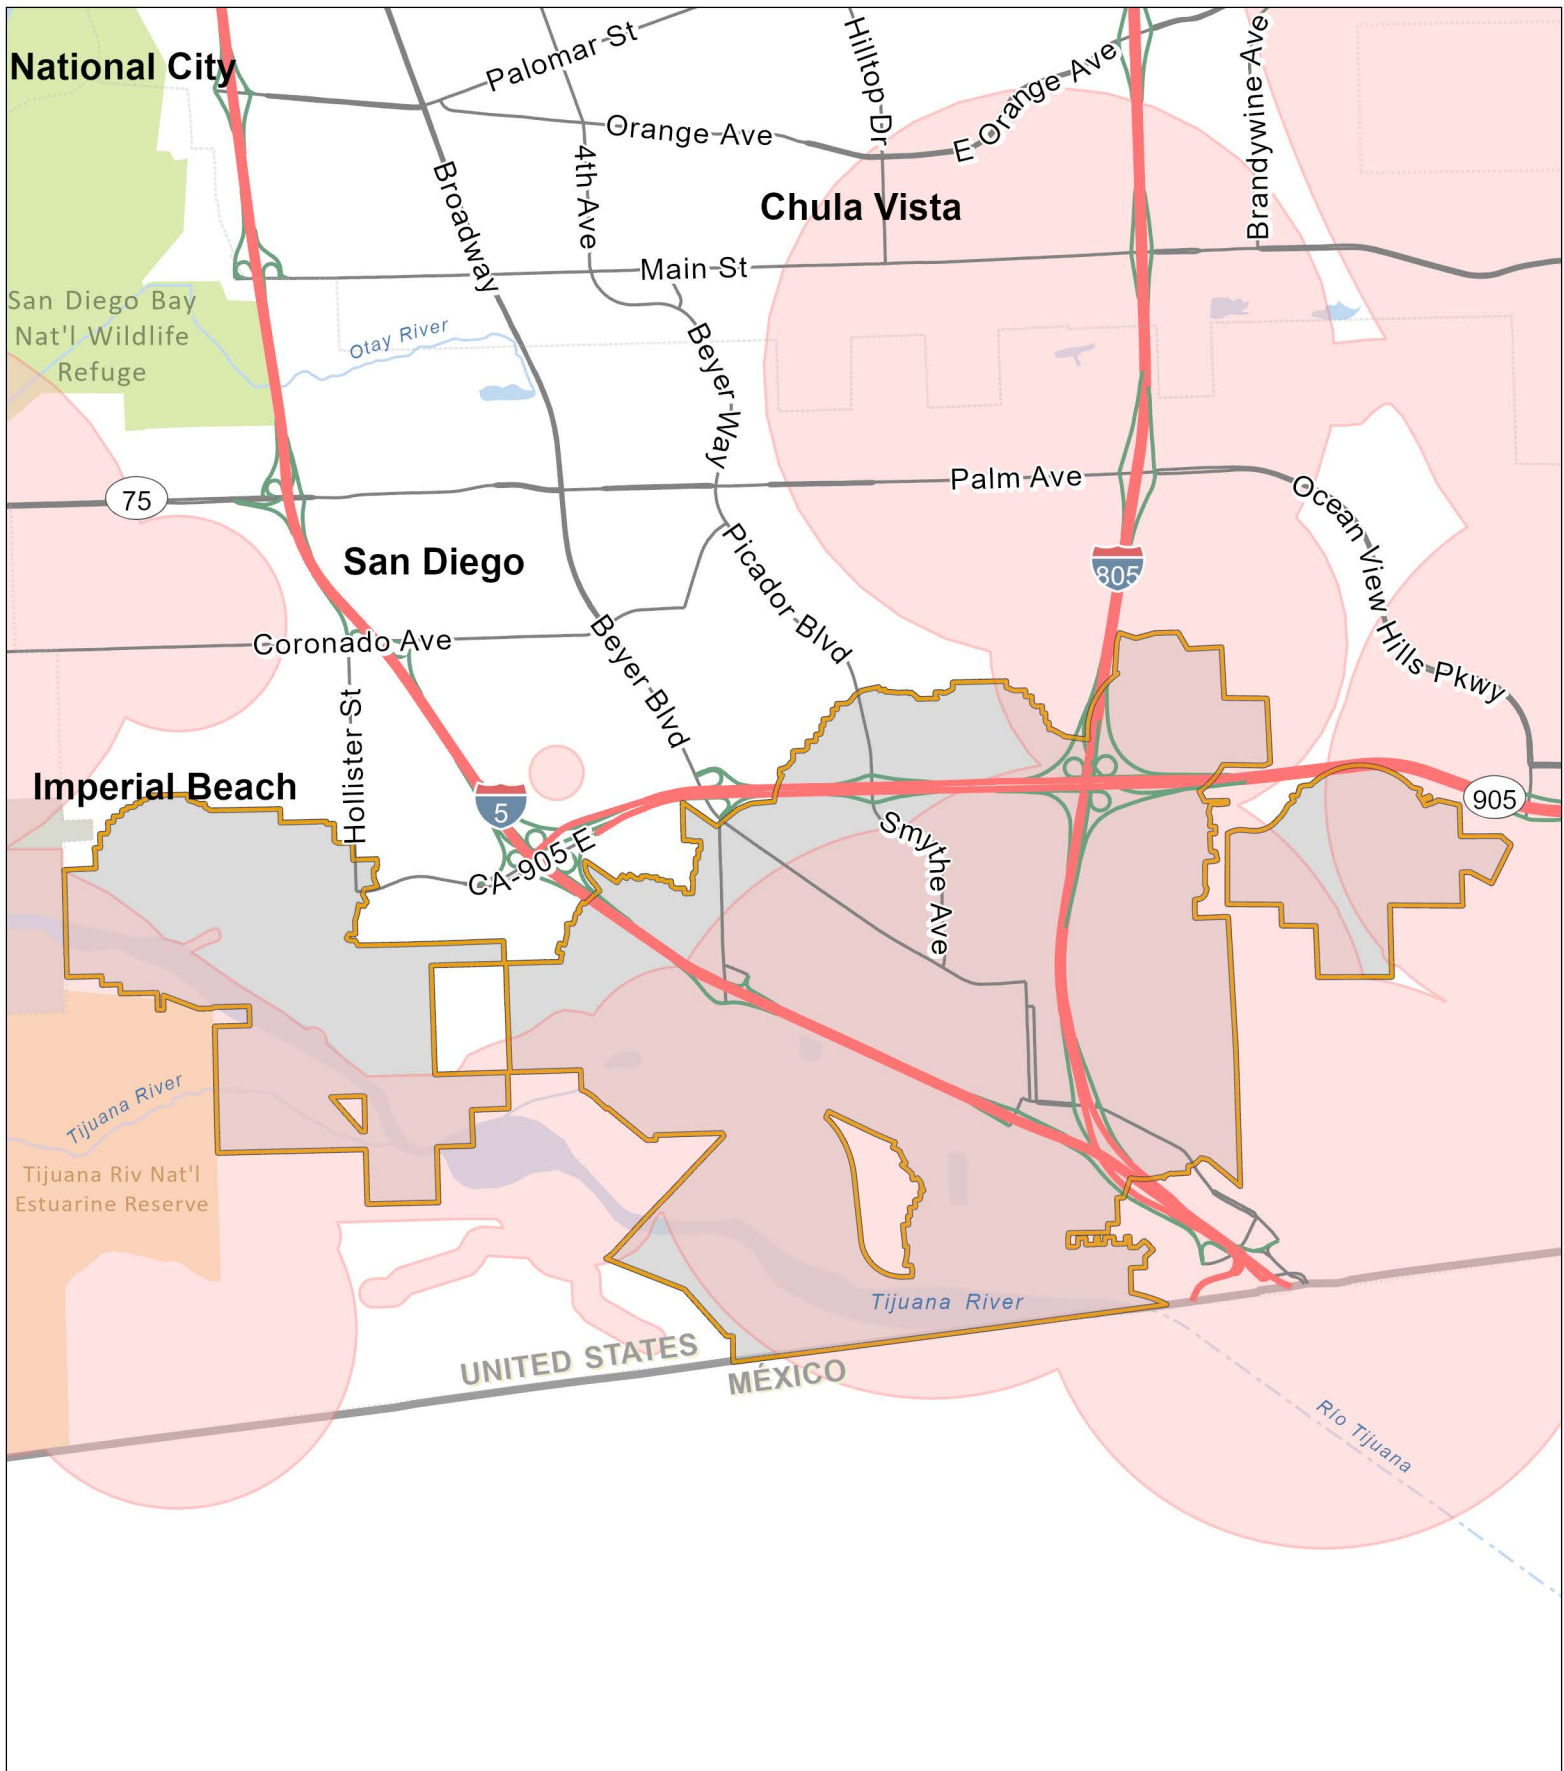 National City
Palomar St
Hilltop Dr
E Orange Ave
Brandywine Ave
Orange Ave
4th Ave
Broadway
Chula Vista
Main St
San Diego Bay
Nat'l Wildlife
Refuge
Otay River
Beyer Way
Palm Ave
75
Ocean View Hills Pkwy
San Diego
Picador Blvd
805
Coronado Ave
Beyer Blvd
Hollister St
Imperial Beach
5
905
CA-905 E
Smythe Ave
Tijuana River
Tijuana Riv Nat'l
Estuarine Reserve
Tijuana River
UNITED STATES
MÉXICO
Río Tijuana